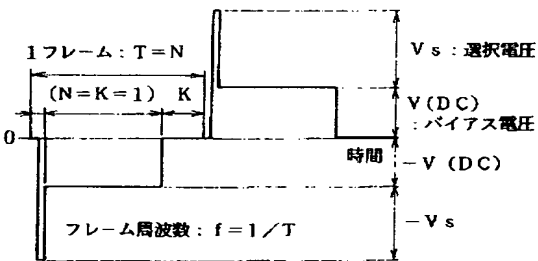 1フレーム:T=N
(N=K=1)
K
0
Vs:選択電圧
V(DC)
:バイアス電圧
時間
-V(DC)
-Vs
フレーム周波数:f=1/T